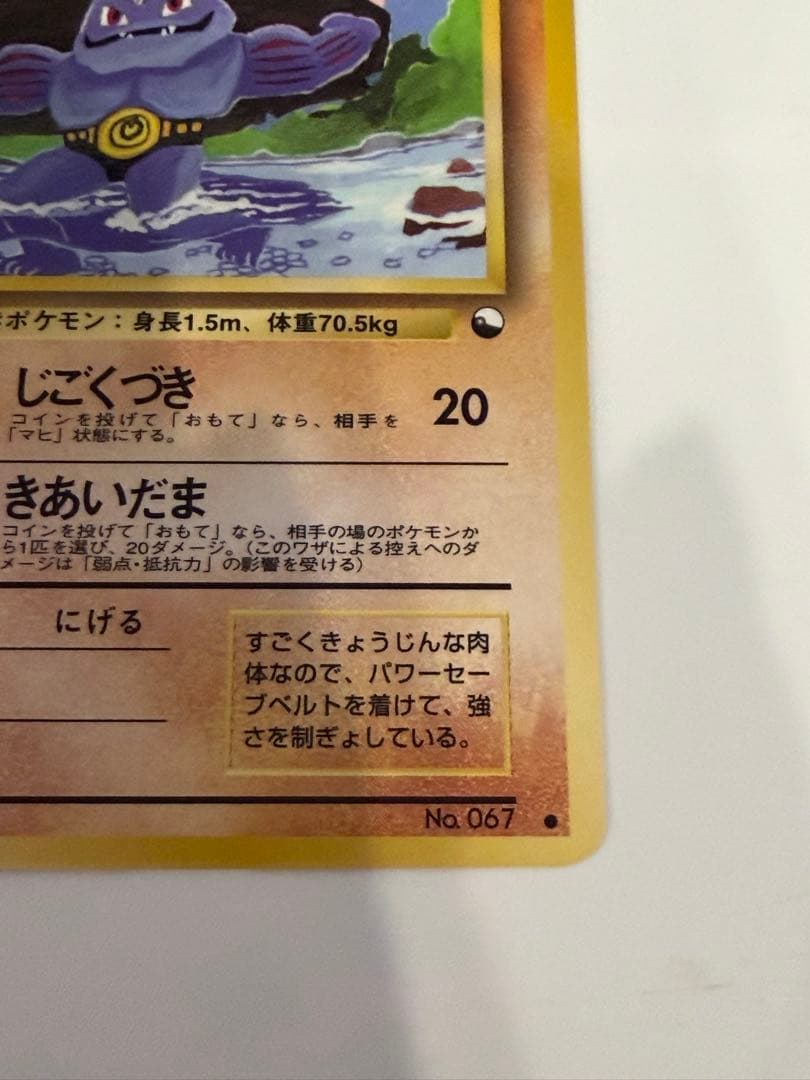 ポケモン：身長1.5m、体重70.5kg
じごくづき
20
コインを投げて「おもて」なら、相手を
「マヒ」状態にする。
きあいだま
コインを投げて「おもて」なら、相手の場のポケモンか
ら1匹を選び、20ダメージ。（このワザによる控えへのダ
メージは「弱点・抵抗力」の影響を受ける）
にげる
すごくきょうじんな肉
体なので、パワーセー
ブベルトを着けて、強
さを制ぎょしている。
No. 067